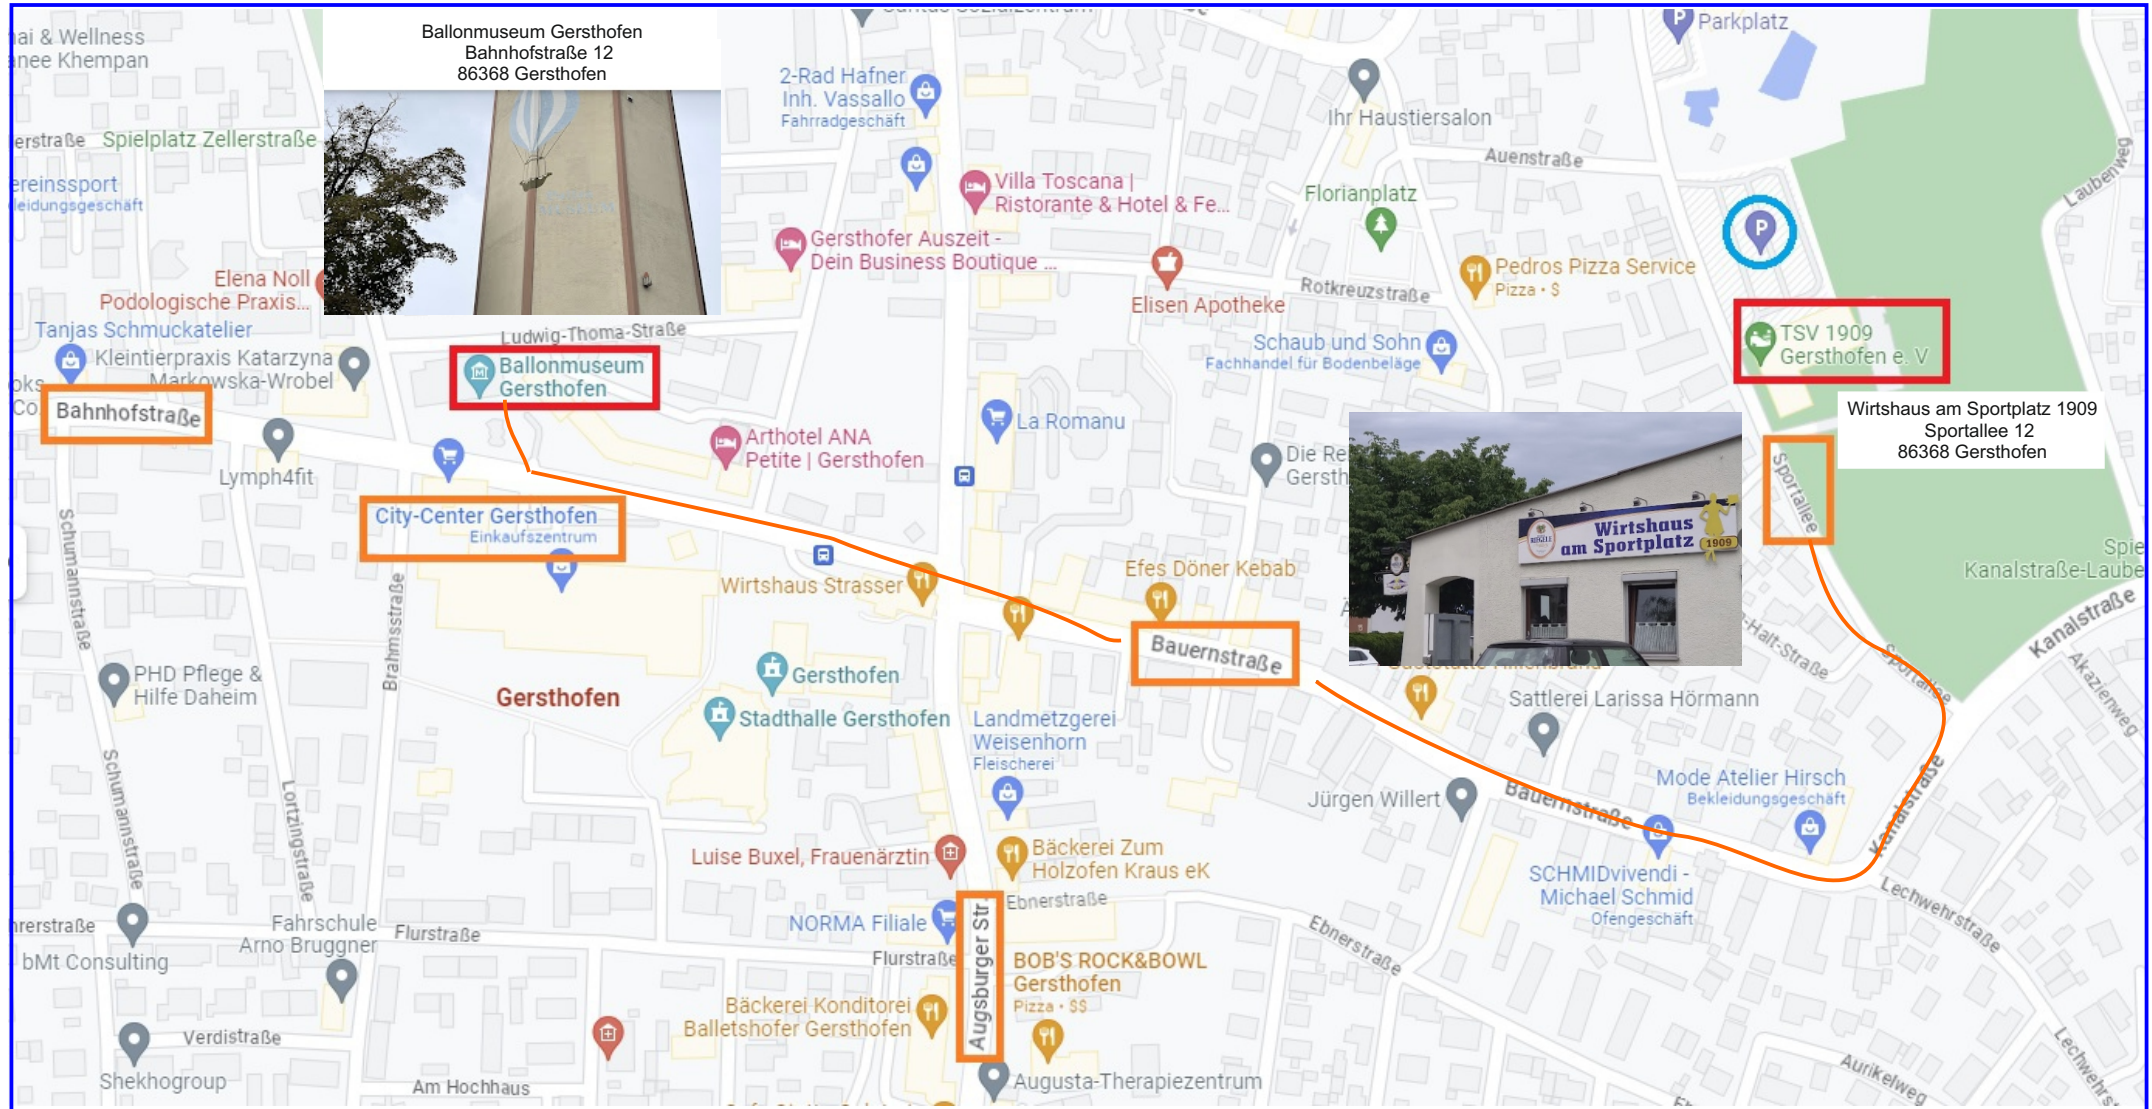 Ballonmuseum Gersthofen
Bahnhofstraße 12
86368 Gersthofen
Parkplatz
2-Rad Hafner
Inh. Vassallo
Fahrradgeschäft
Ihr Haustiersalon
Spielplatz Zellerstraße
Auenstraße
Laubenweg
Villa Toscana |
Ristorante & Hotel & Fe...
Florianplatz
P
Gersthofer Auszeit -
Dein Business Boutique ...
Elena Noll
Podologische Praxis...
Elisen Apotheke
Rotkreuzstraße
Pedros Pizza Service
Pizza • $
Tanjas Schmuckatelier
Kleintierpraxis Katarzyna
Markowska-Wrobel
Ludwig-Thoma-Straße
Ballonmuseum
Gersthofen
Schaub und Sohn
Fachhandel für Bodenbeläge
TSV 1909
Gersthofen e. V
Bahnhofstraße
La Romanu
Wirtshaus am Sportplatz 1909
Sportallee 12
86368 Gersthofen
Lymph4fit
Arthotel ANA
Petite | Gersthofen
Die Re
Gersth
Sportallee
City-Center Gersthofen
Einkaufszentrum
Wirtshaus
am Sportplatz
1909
Schumannstraße
Brahmsstraße
Wirtshaus Strasser
Efes Döner Kebab
Spie
Kanalstraße-Laube
Kanalstraße
Bauernstraße
-Halt-Straße
Sportallee
Akazienweg
PHD Pflege &
Hilfe Daheim
Gersthofen
Gersthofen
Stadthalle Gersthofen
Landmetzgerei
Weisenhorn
Fleischerei
Sattlerei Larissa Hörmann
Schumannstraße
Lortzingstraße
Jürgen Willert
Bauernstraße
Mode Atelier Hirsch
Bekleidungsgeschäft
Kanalstraße
Luise Buxel, Frauenärztin
Bäckerei Zum
Holzofen Kraus eK
SCHMIDvivendi -
Michael Schmid
Ofengeschäft
Lechwehrstraße
Ebnerstraße
NORMA Filiale
Augsburger Str.
Fahrschule
Arno Bruggner
Flurstraße
Flurstraße
Ebnerstraße
bMt Consulting
BOB'S ROCK&BOWL
Gersthofen
Pizza • $$
Bäckerei Konditorei
Balletshofer Gersthofen
Verdistraße
Shekhogroup
Am Hochhaus
Augusta-Therapiezentrum
Aurikelweg